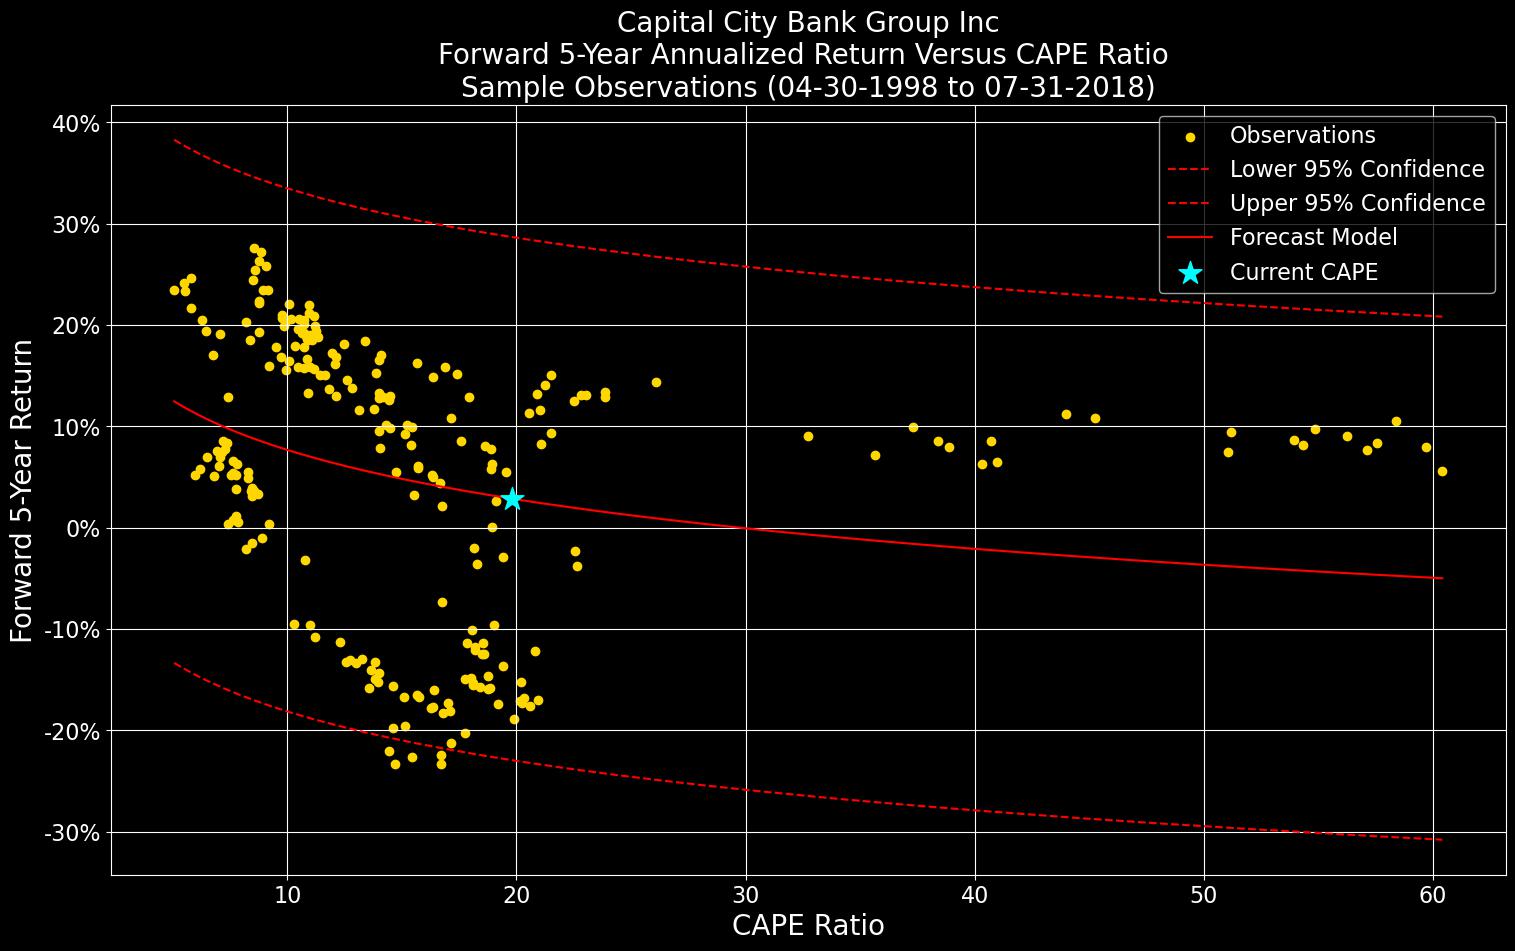 Capital City Bank Group Inc
Forward 5-Year Annualized Return Versus CAPE Ratio
Sample Observations (04-30-1998 to 07-31-2018)
Observations
Lower 95% Confidence
Upper 95% Confidence
Forecast Model
Current CAPE
Forward 5-Year Return
40%
30%
20%
10%
0%
-10%
-20%
-30%
10 20 30 40 50 60
CAPE Ratio